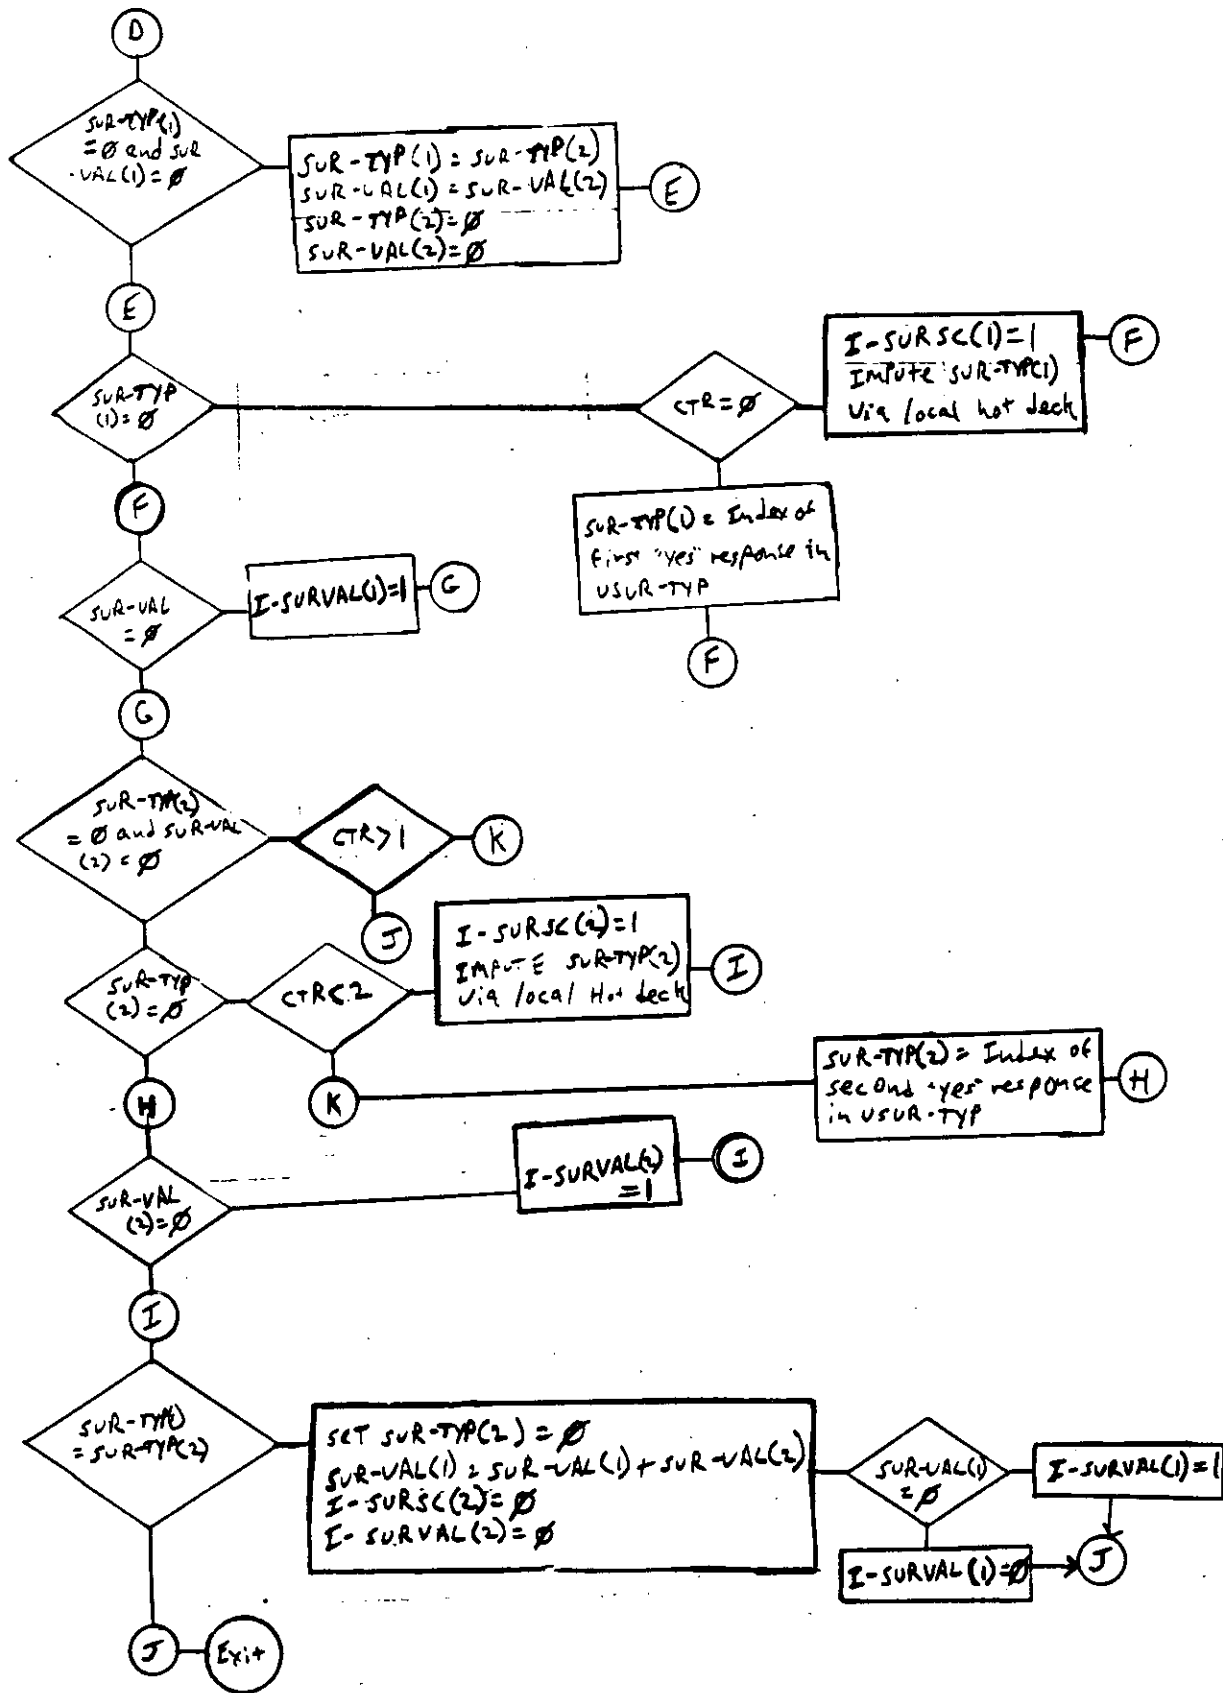 D
SUR-TYP(1)
= Ø and SUR
-VAL(1) = Ø
SUR-TYP(1) = SUR-TYP(2)
SUR-VAL(1) = SUR-VAL(2)
SUR-TYP(2) = Ø
SUR-VAL(2) = Ø
E
E
SUR-TYP
(1) = Ø
CTR = Ø
I-SURSC(1) = 1
IMPUTE SUR-TYP(1)
Via local hot deck
F
F
SUR-TYP(1) = Index of
first "yes" response in
USUR-TYP
F
SUR-VAL
= Ø
I-SURVAL(1) = 1
G
G
SUR-TYP(2)
= Ø and SUR-VAL
(2) = Ø
CTR > 1
K
J
SUR-TYP
(2) = Ø
CTR < 2
I-SURSC(2) = 1
IMPUTE SUR-TYP(2)
Via local Hot deck
I
H
K
SUR-TYP(2) = Index of
second "yes" response
in USUR-TYP
H
SUR-VAL
(2) = Ø
I-SURVAL(2)
= 1
I
I
SUR-TYP()
= SUR-TYP(2)
SET SUR-TYP(2) = Ø
SUR-VAL(1) = SUR-VAL(1) + SUR-VAL(2)
I-SURSC(2) = Ø
I-SURVAL(2) = Ø
SUR-VAL(1)
= Ø
I-SURVAL(1) = 1
I-SURVAL(1) = Ø
J
J
Exit